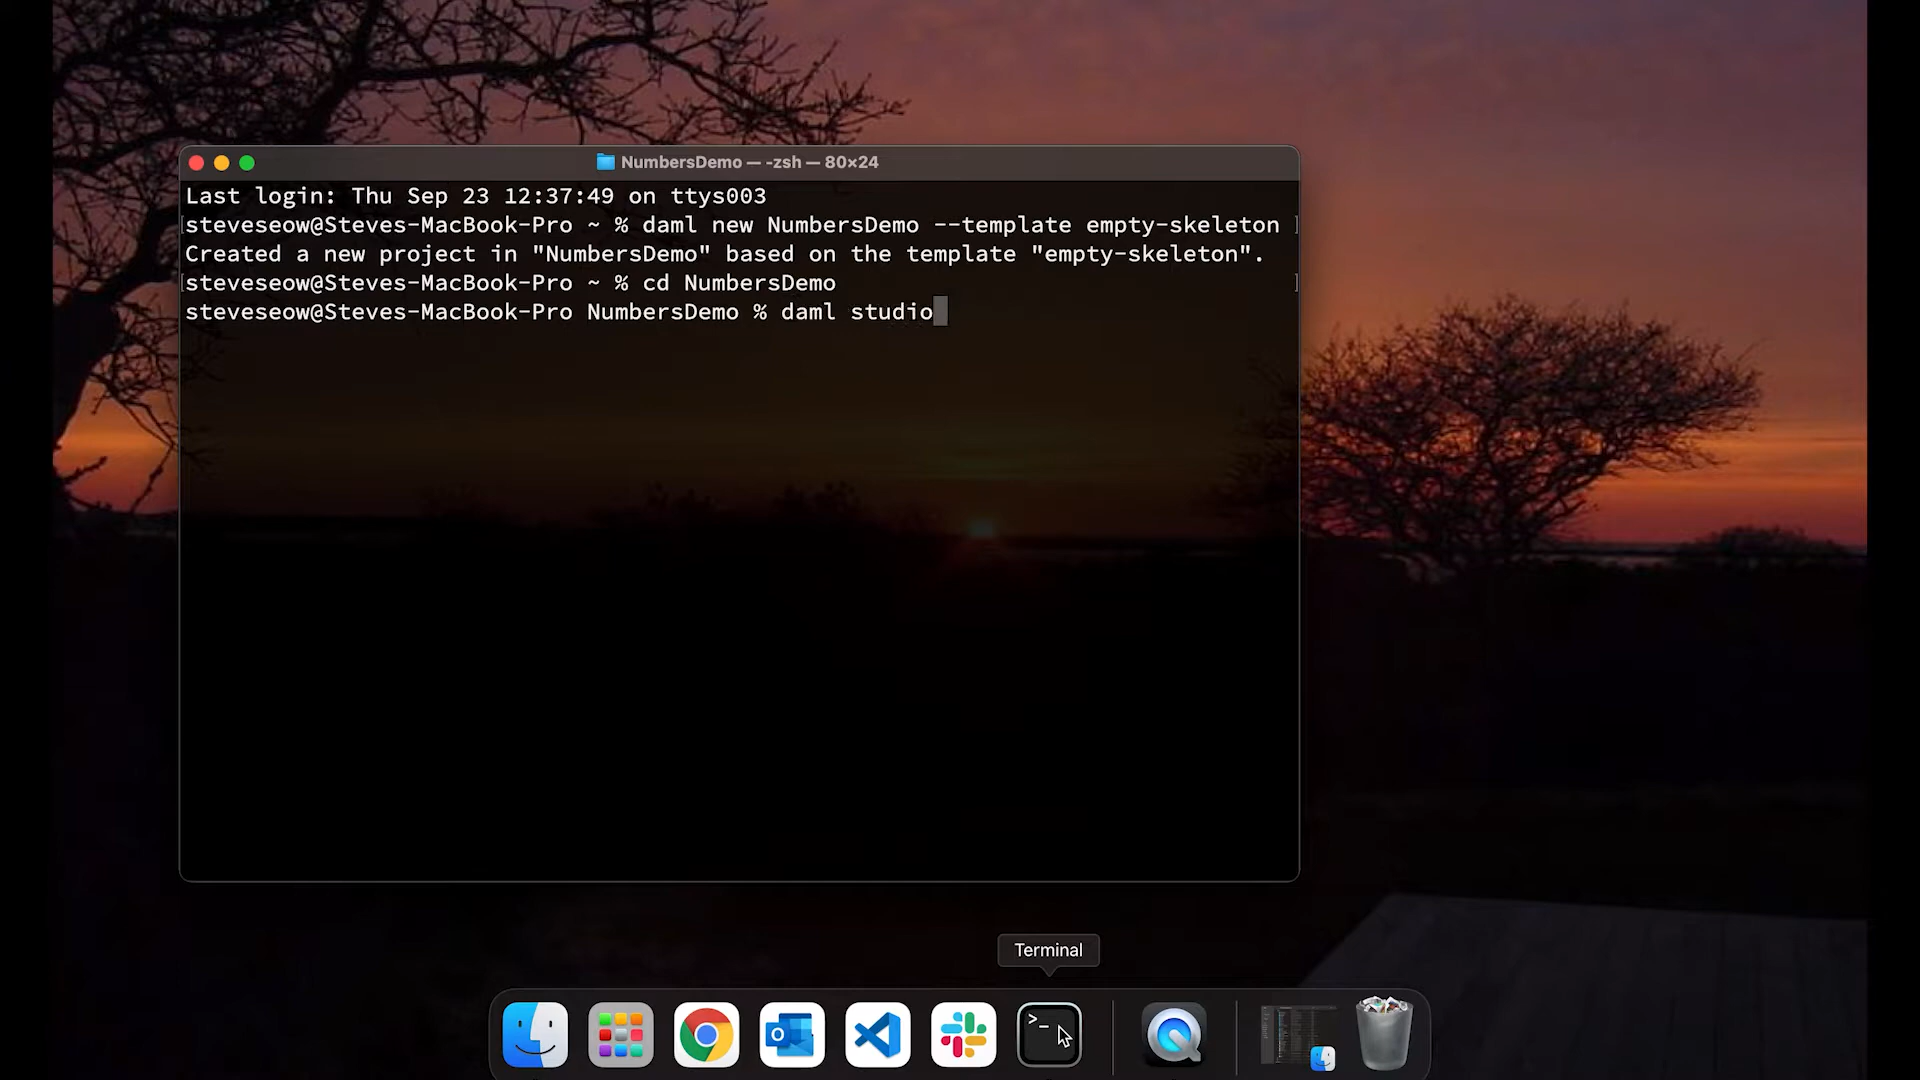 NumbersDemo — -zsh — 80×24
Last login: Thu Sep 23 12:37:49 on ttys003
steveseow@Steves-MacBook-Pro ~ % daml new NumbersDemo --template empty-skeleton
Created a new project in "NumbersDemo" based on the template "empty-skeleton".
steveseow@Steves-MacBook-Pro ~ % cd NumbersDemo
steveseow@Steves-MacBook-Pro NumbersDemo % daml studio
Terminal